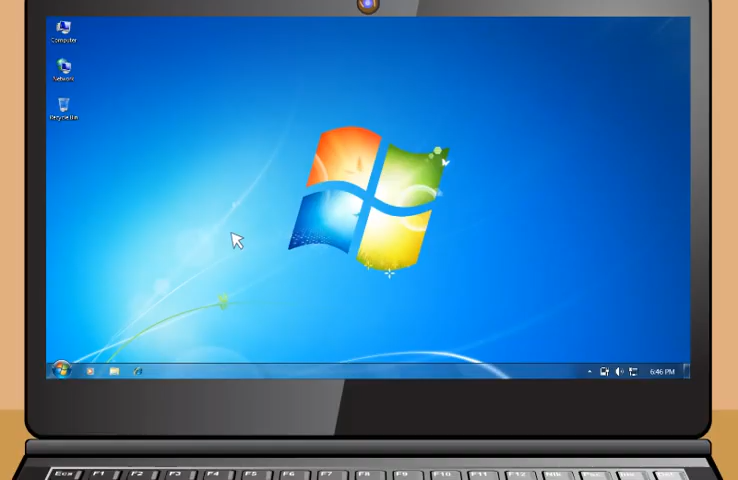 Computer
Network
Recycle Bin
6:46 PM
Esc F1 F2 F3 F4 F5 F6 F7 F8 F9 F10 F11 F12